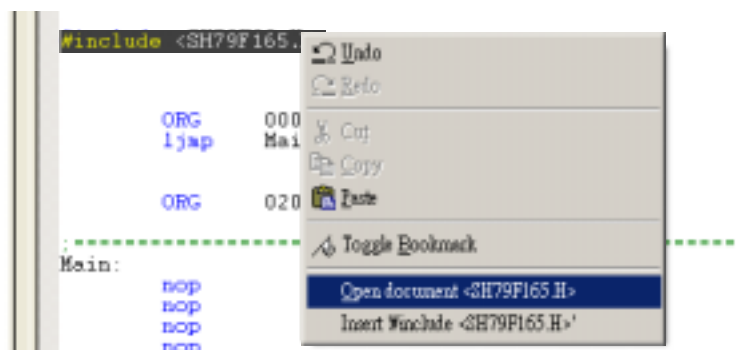 #include <SH79F165.
Undo
Redo
ORG 000
ljmp Mai
Cut
Copy
ORG 020
Paste
Toggle Bookmark
Main:
nop
Open document <SH79F165.H>
nop
nop
Insert '#include <SH79F165.H>'
nop